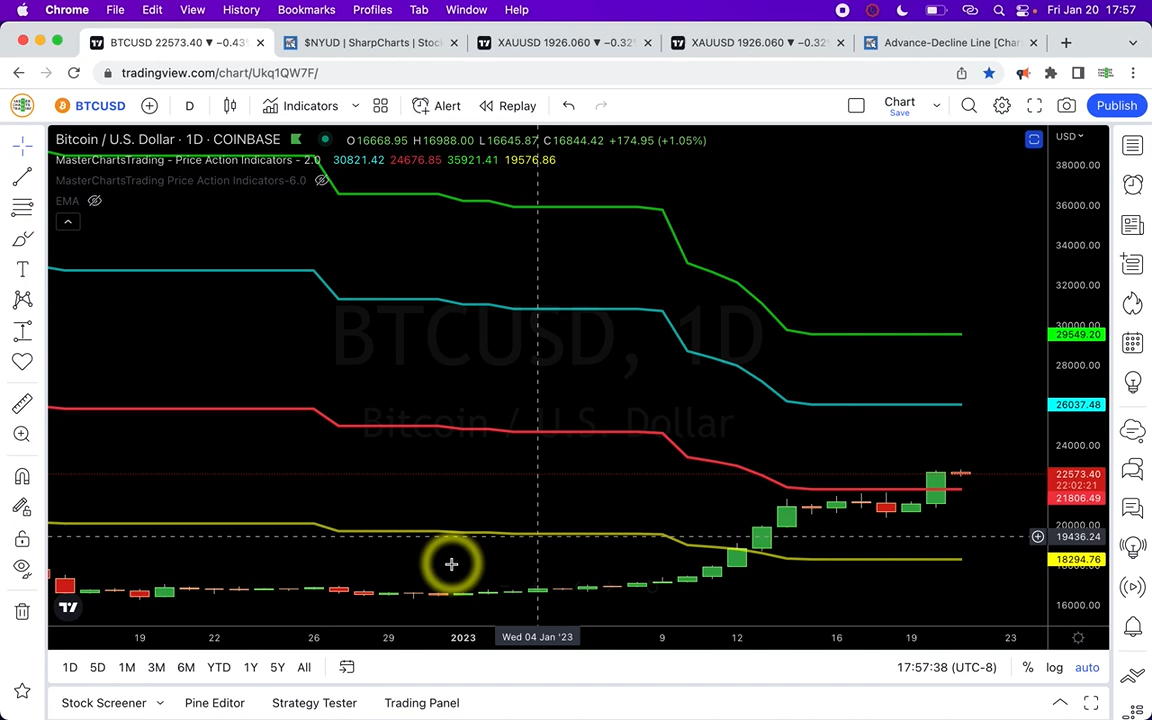 Chrome File Edit View History Bookmarks Profiles Tab Window Help Fri Jan 20 17:57
BTCUSD 22573.40 ▼ −0.43% $NYUD | SharpCharts | Stoc XAUUSD 1926.060 ▼ −0.32% XAUUSD 1926.060 ▼ −0.32% Advance-Decline Line [Char
tradingview.com/chart/Ukq1QW7F/
BTCUSD D Indicators Alert Replay Chart Publish
Save
Bitcoin / U.S. Dollar · 1D · COINBASE O16668.95 H16988.00 L16645.87 C16844.42 +174.95 (+1.05%) USD
MasterChartsTrading - Price Action Indicators - 2.0 30821.42 24676.85 35921.41 19576.86
MasterChartsTrading Price Action Indicators-6.0
EMA
38000.00
36000.00
34000.00
32000.00
30000.00
29549.20
28000.00
26037.48
24000.00
22573.40
22:02:21
21806.49
20000.00
19436.24
18294.76
18000.00
16000.00
BTCUSD, 1D
Bitcoin / U.S. Dollar
19 22 26 29 2023 Wed 04 Jan '23 9 12 16 19 23
1D 5D 1M 3M 6M YTD 1Y 5Y All 17:57:38 (UTC-8) % log auto
Stock Screener Pine Editor Strategy Tester Trading Panel